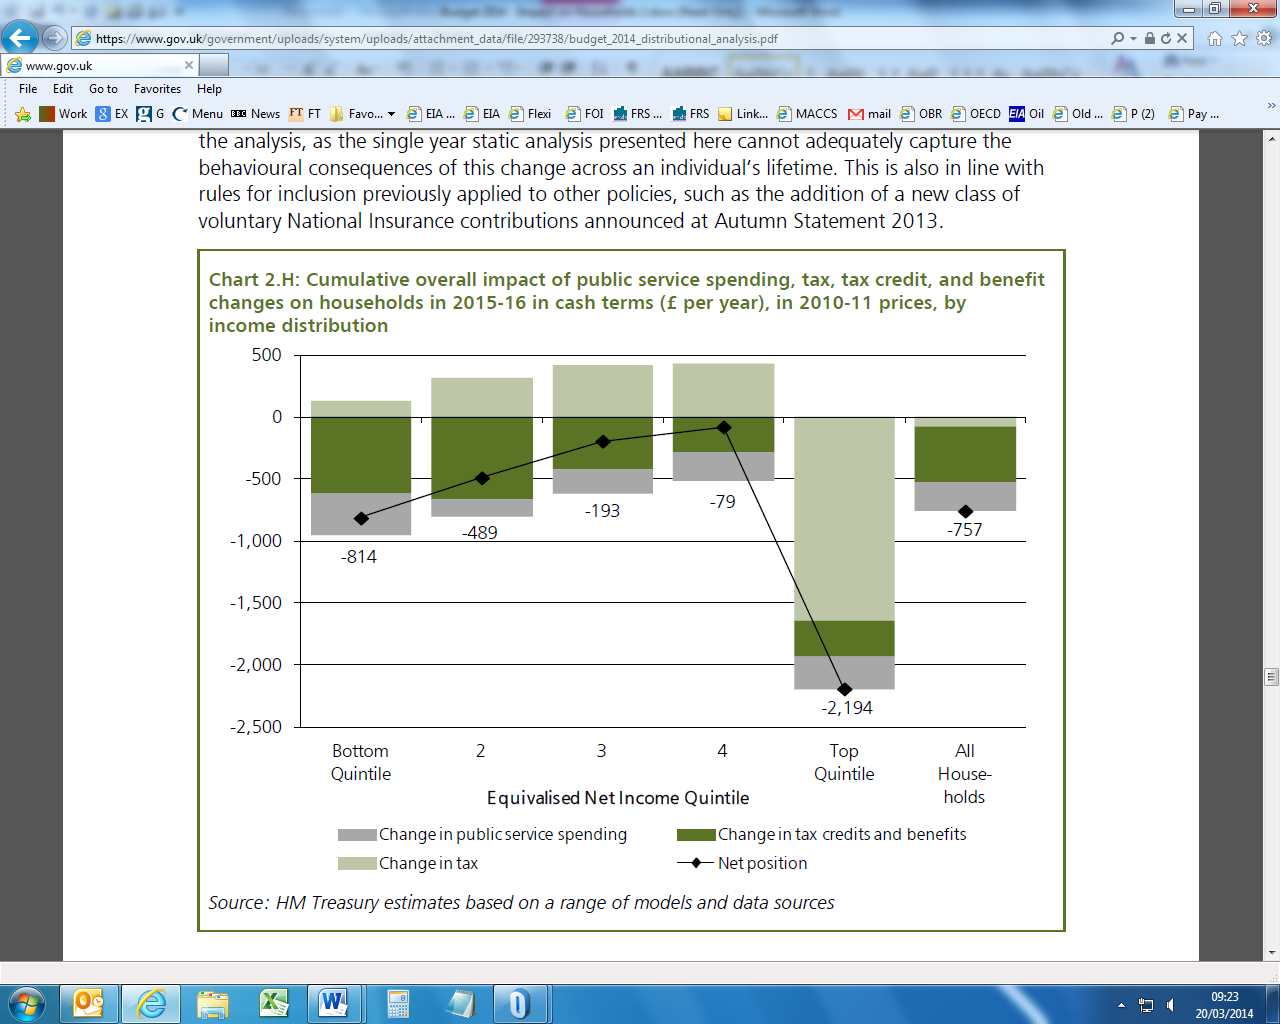 https://www.gov.uk/government/uploads/system/uploads/attachment_data/file/293738/budget_2014_distributional_analysis.pdf
www.gov.uk
File Edit Go to Favorites Help
Work EX G Menu News FT Favo... EIA ... EIA Flexi FOI FRS ... FRS Link... MACCS mail OBR OECD EIA Oil Old ... P (2) Pay ...
the analysis, as the single year static analysis presented here cannot adequately capture the
behavioural consequences of this change across an individual's lifetime. This is also in line with
rules for inclusion previously applied to other policies, such as the addition of a new class of
voluntary National Insurance contributions announced at Autumn Statement 2013.
Chart 2.H: Cumulative overall impact of public service spending, tax, tax credit, and benefit
changes on households in 2015-16 in cash terms (£ per year), in 2010-11 prices, by
income distribution
500
0
-500
-1,000
-1,500
-2,000
-2,500
-814
-489
-193
-79
-2,194
-757
Bottom Quintile
2
3
4
Top Quintile
All House-holds
Equivalised Net Income Quintile
Change in public service spending
Change in tax credits and benefits
Change in tax
Net position
Source: HM Treasury estimates based on a range of models and data sources
09:23
20/03/2014